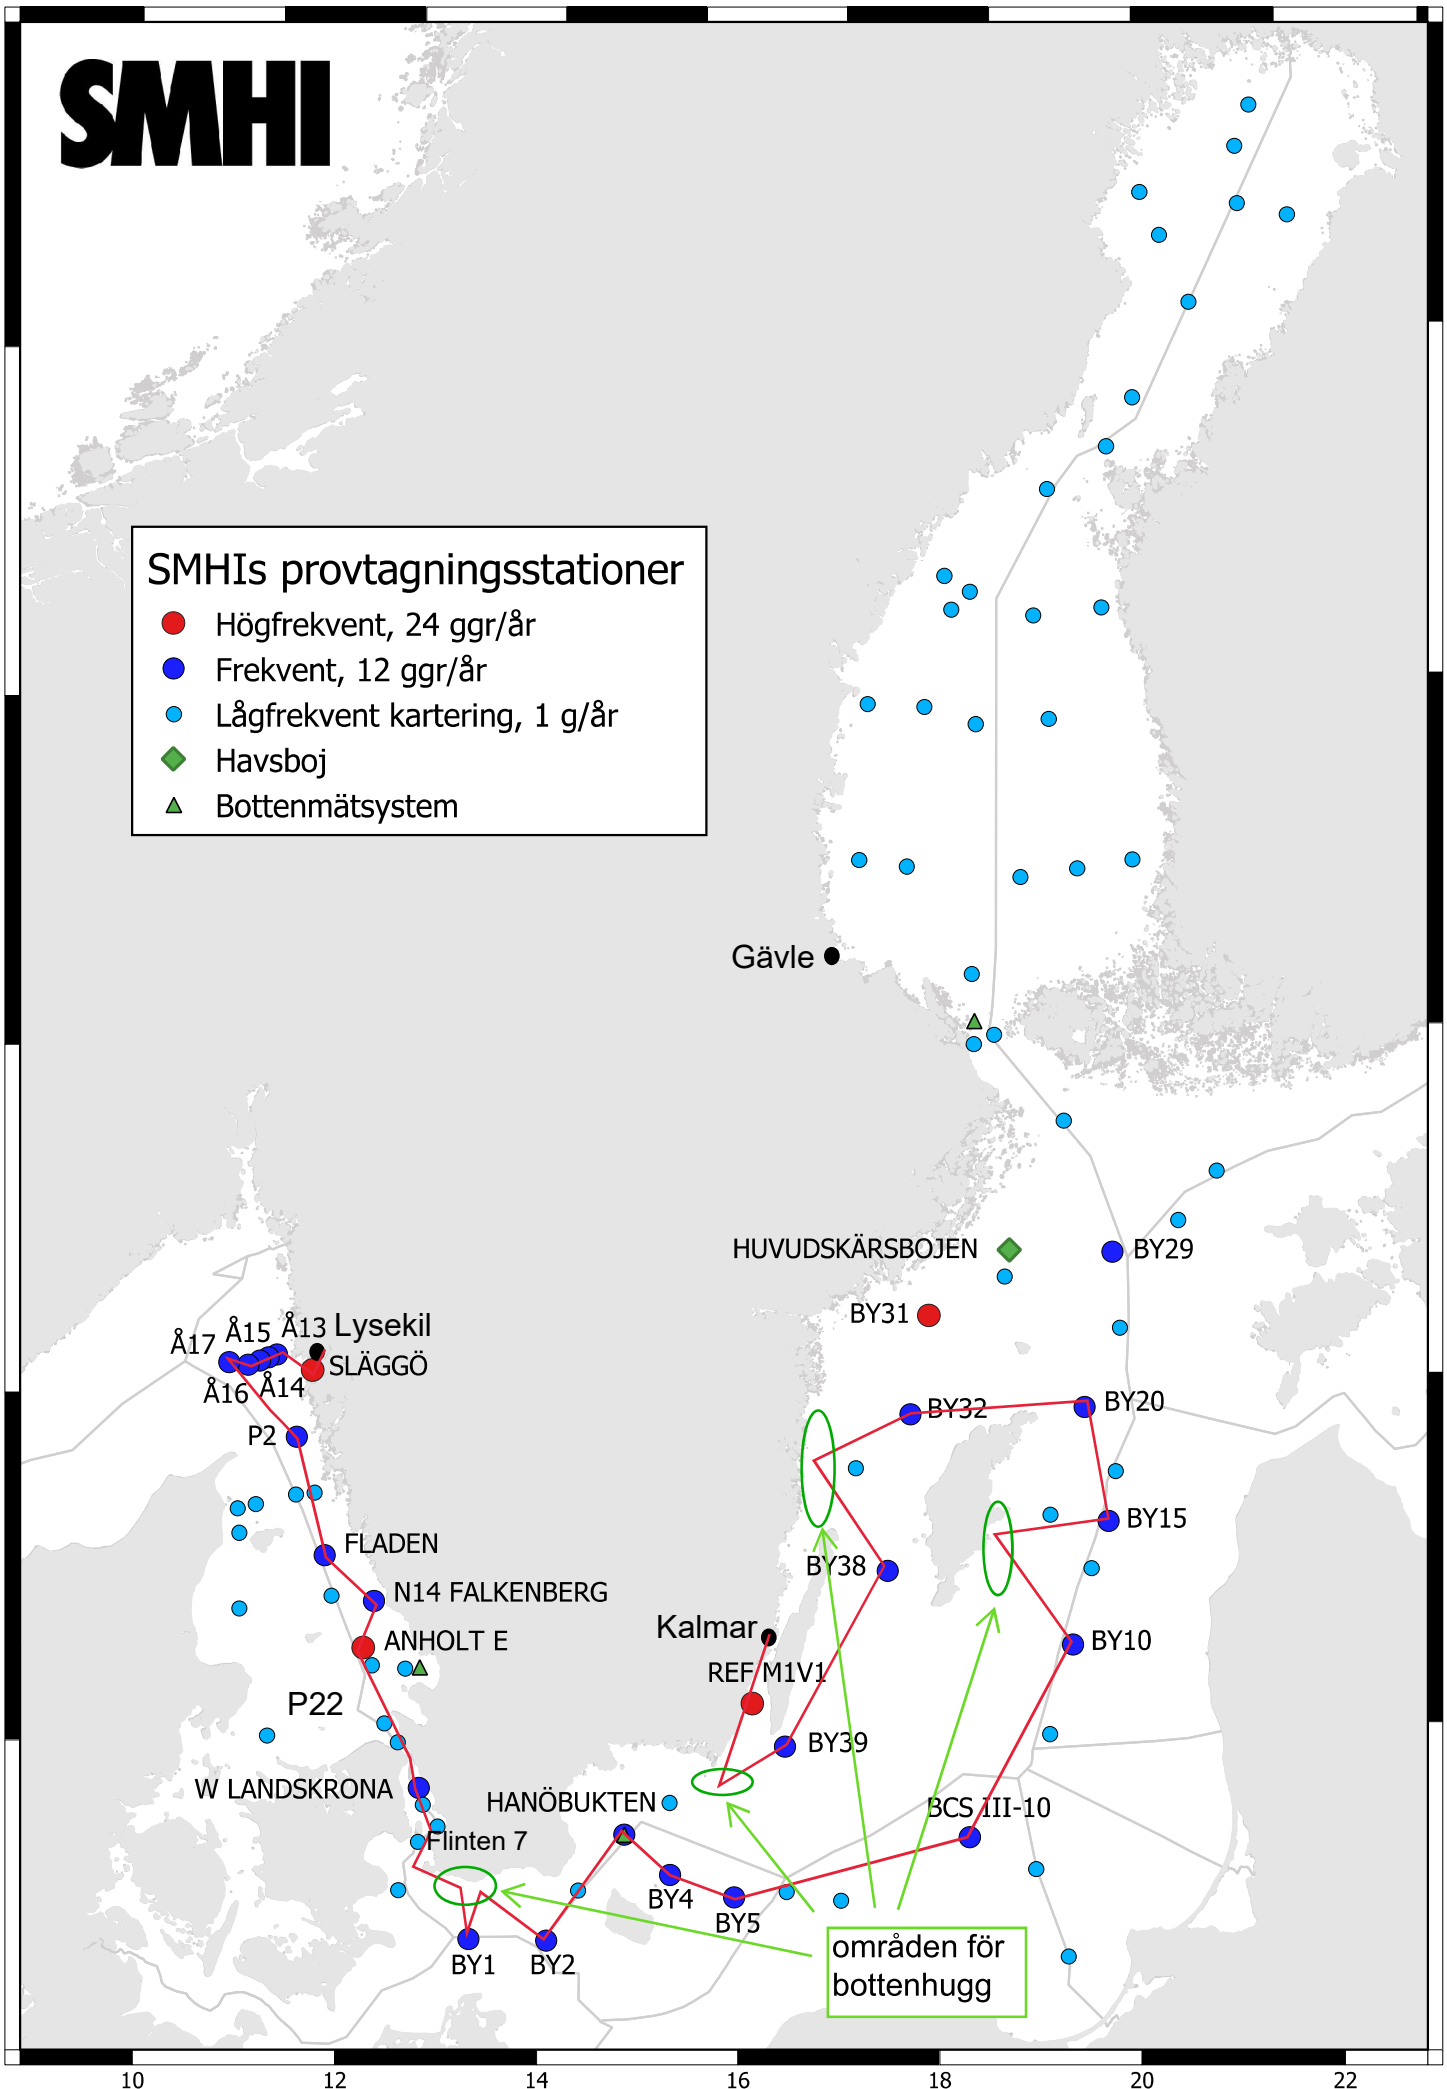 SMHI
SMHIs provtagningsstationer
Högfrekvent, 24 ggr/år
Frekvent, 12 ggr/år
Lågfrekvent kartering, 1 g/år
Havsboj
Bottenmätsystem
Gävle
HUVUDSKÄRSBOJEN
BY29
BY31
Å17
Å15
Å13
Lysekil
SLÄGGÖ
Å16
Å14
P2
BY32
BY20
BY15
FLADEN
BY38
N14 FALKENBERG
Kalmar
ANHOLT E
BY10
REF M1V1
P22
BY39
W LANDSKRONA
HANÖBUKTEN
BCS III-10
Flinten 7
BY4
BY5
BY1
BY2
områden för
bottenhugg
10
12
14
16
18
20
22